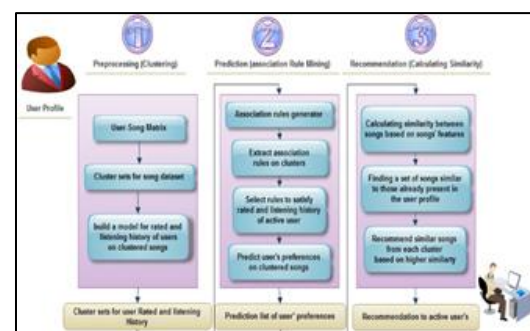 1
2
3
Preprocessing (Clustering)
Prediction (association Rule Mining)
Recommendation (Calculating Similarity)
User Profile
User Song Matrix
Cluster sets for song dataset
build a model for rated and
listening history of users
on clustered songs
Cluster sets for user Rated and listening
History
Association rules generator
Extract association
rules on clusters
Select rules to satisfy
rated and listening history
of active user
Predict user's preferences
on clustered songs
Prediction list of user' preferences
Calculating similarity between
songs based on songs' features
Finding a set of songs similar
to those already present in
the user profile
Recommend similar songs
from each cluster
based on higher similarty
Recommendation to active user's